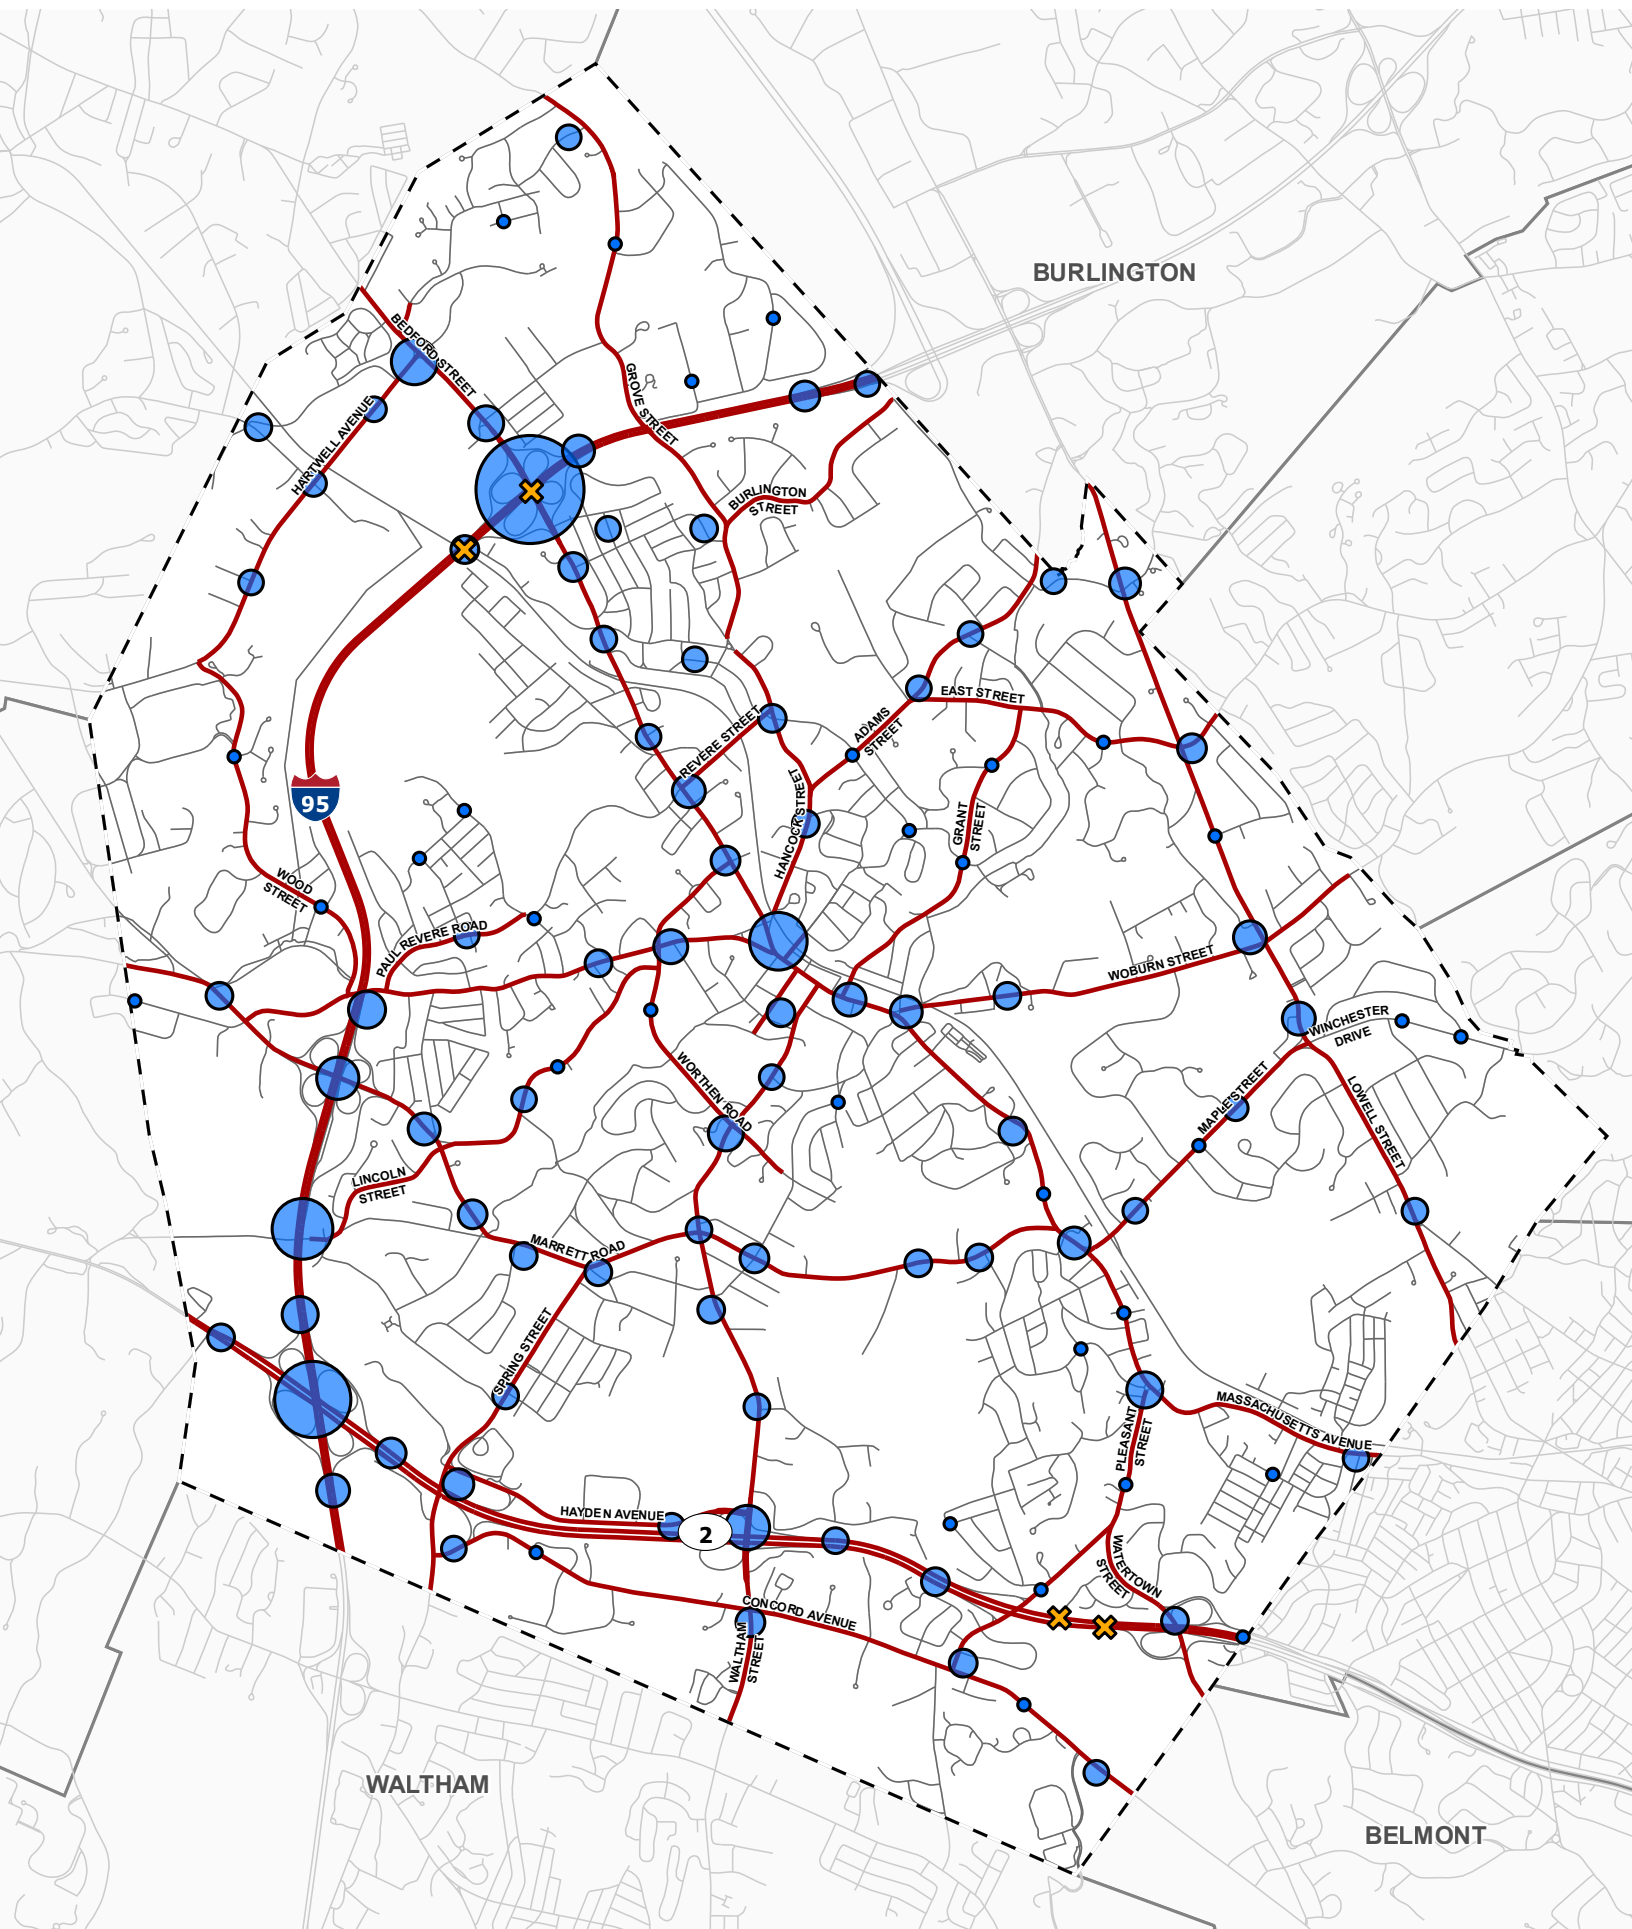 BURLINGTON
BEDFORD STREET
GROVE STREET
HARTWELL AVENUE
BURLINGTON
STREET
EAST STREET
ADAMS
STREET
REVERE STREET
95
HANCOCK STREET
GRANT
STREET
WOOD
STREET
PAUL REVERE ROAD
WOBURN STREET
WINCHESTER
DRIVE
WORTHEN ROAD
MAPLE STREET
LOWELL STREET
LINCOLN
STREET
MARRETT ROAD
SPRING STREET
MASSACHUSETTS AVENUE
PLEASANT
STREET
HAYDEN AVENUE
2
WATERTOWN
STREET
CONCORD AVENUE
WALTHAM
STREET
WALTHAM
BELMONT